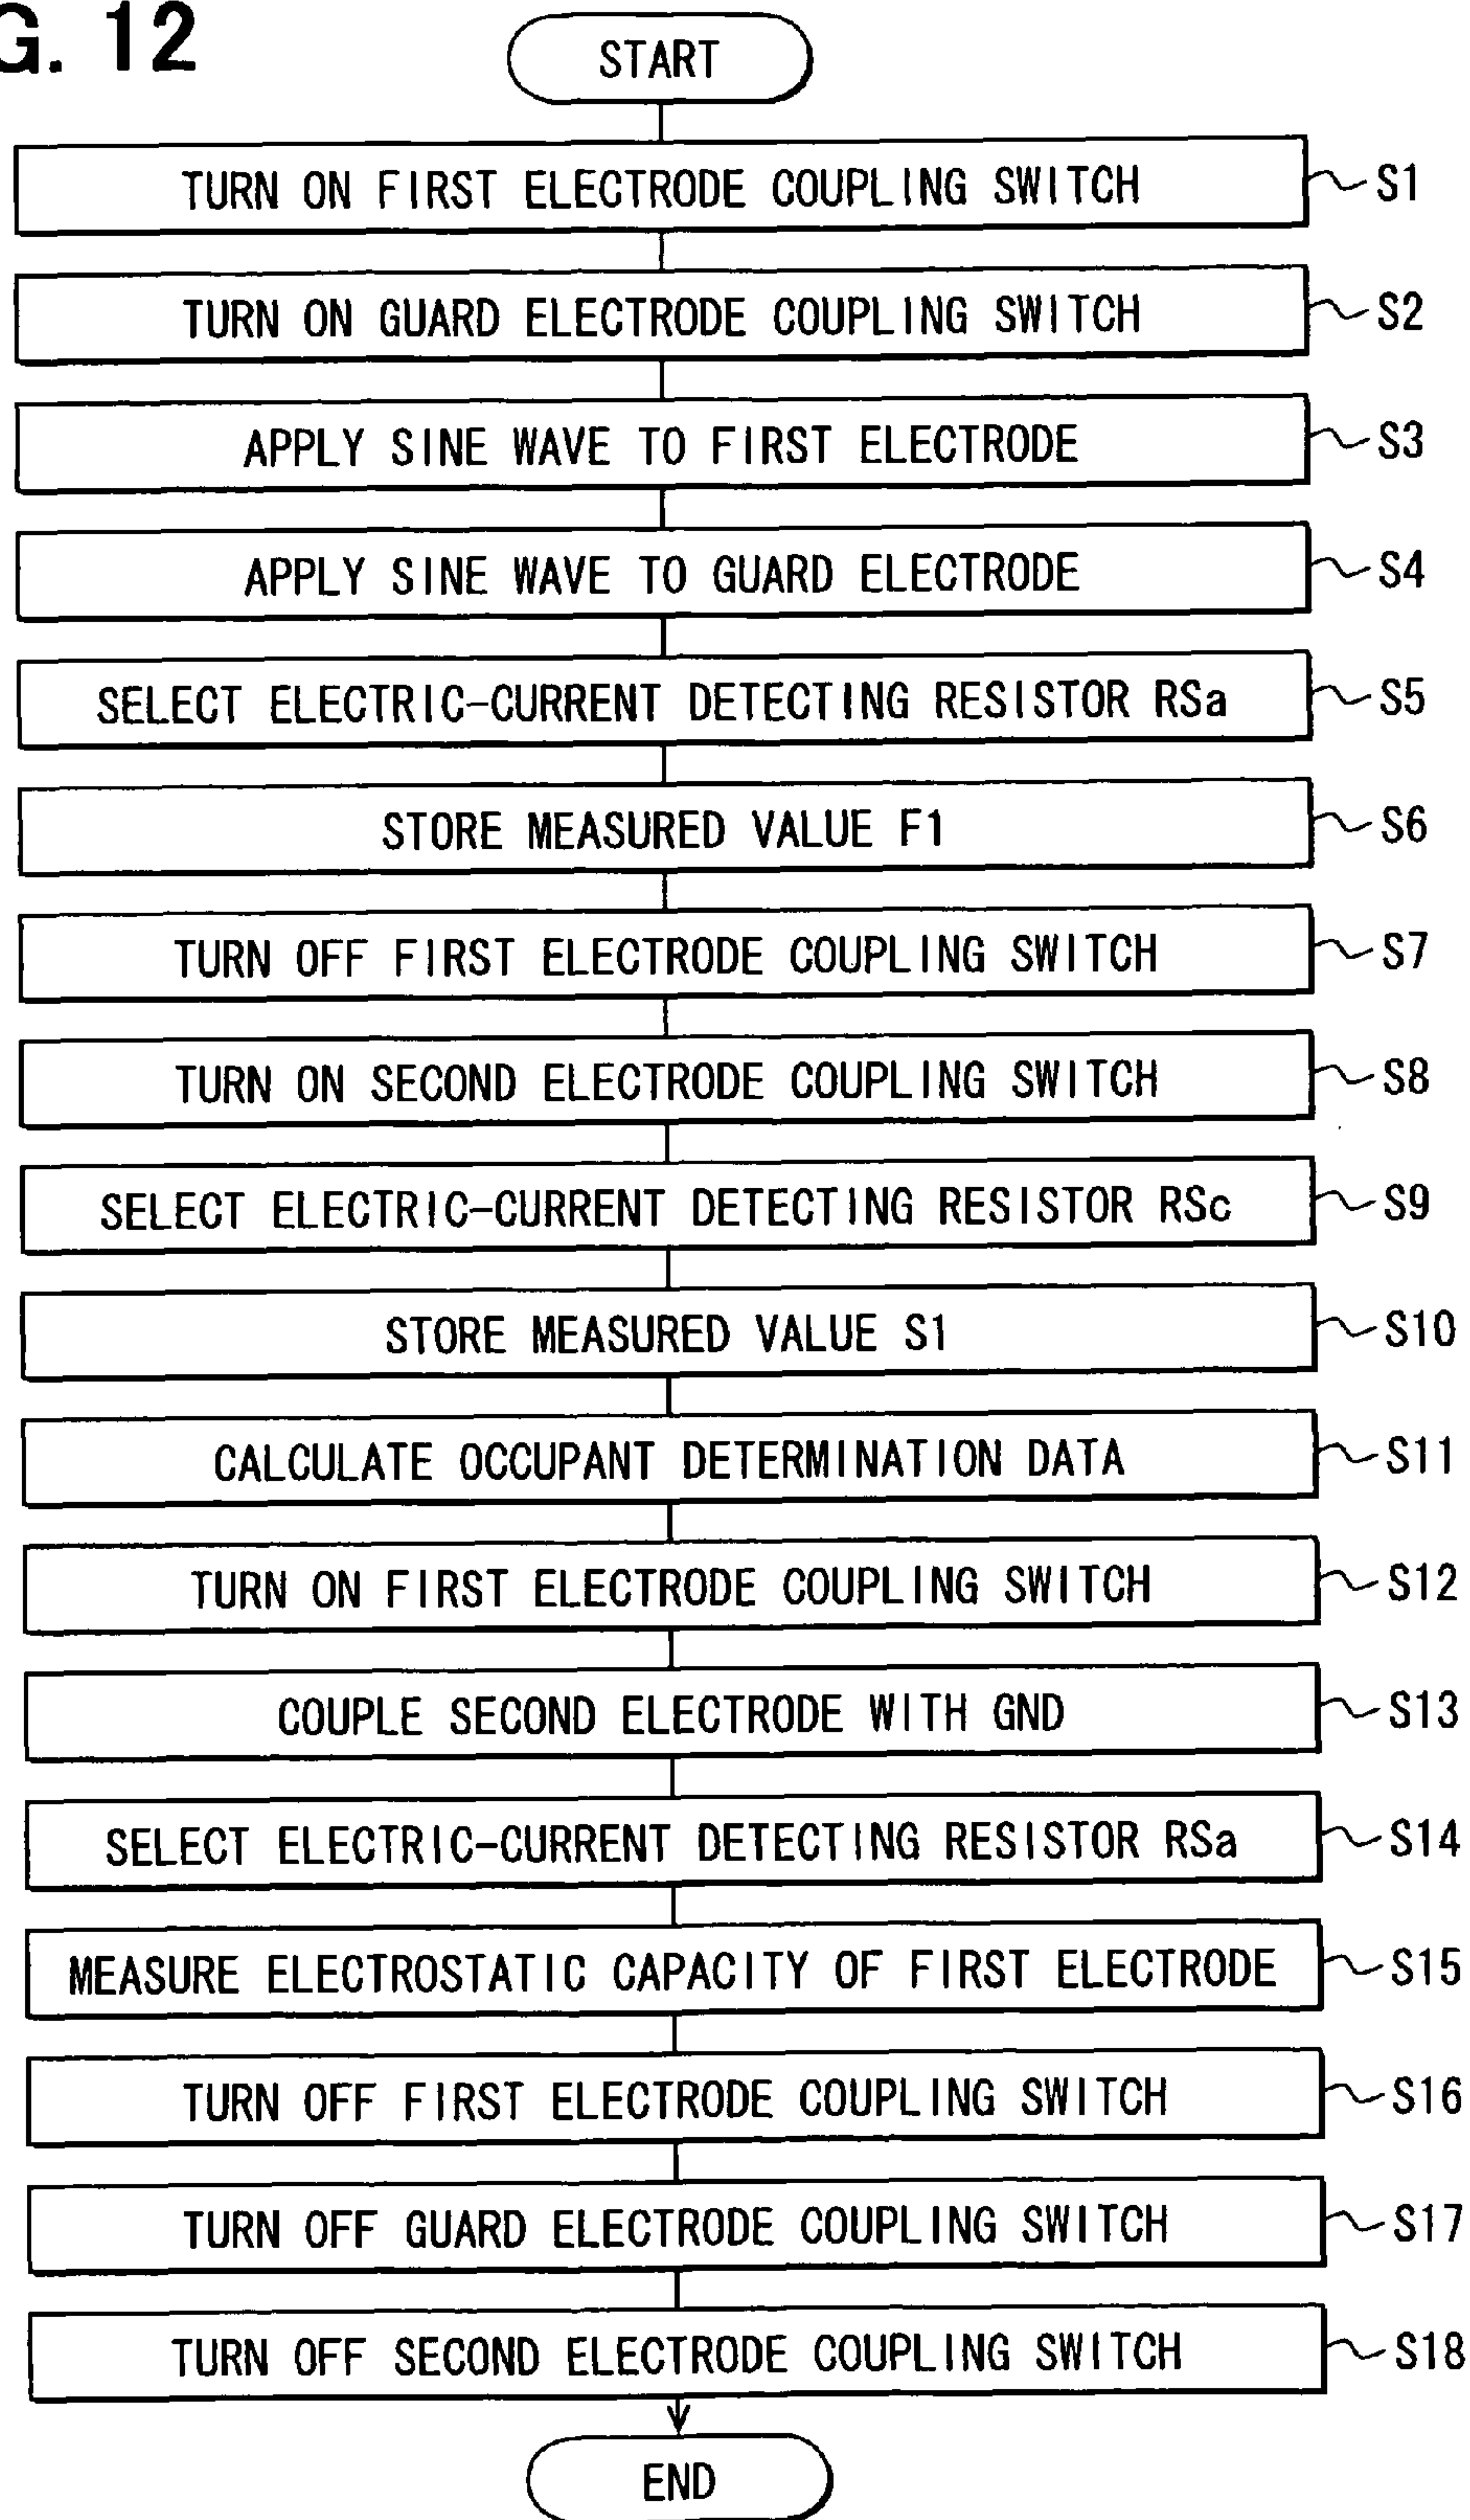 G. 12
START
TURN ON FIRST ELECTRODE COUPLING SWITCH S1
TURN ON GUARD ELECTRODE COUPLING SWITCH S2
APPLY SINE WAVE TO FIRST ELECTRODE S3
APPLY SINE WAVE TO GUARD ELECTRODE S4
SELECT ELECTRIC-CURRENT DETECTING RESISTOR RSa S5
STORE MEASURED VALUE F1 S6
TURN OFF FIRST ELECTRODE COUPLING SWITCH S7
TURN ON SECOND ELECTRODE COUPLING SWITCH S8
SELECT ELECTRIC-CURRENT DETECTING RESISTOR RSc S9
STORE MEASURED VALUE S1 S10
CALCULATE OCCUPANT DETERMINATION DATA S11
TURN ON FIRST ELECTRODE COUPLING SWITCH S12
COUPLE SECOND ELECTRODE WITH GND S13
SELECT ELECTRIC-CURRENT DETECTING RESISTOR RSa S14
MEASURE ELECTROSTATIC CAPACITY OF FIRST ELECTRODE S15
TURN OFF FIRST ELECTRODE COUPLING SWITCH S16
TURN OFF GUARD ELECTRODE COUPLING SWITCH S17
TURN OFF SECOND ELECTRODE COUPLING SWITCH S18
END